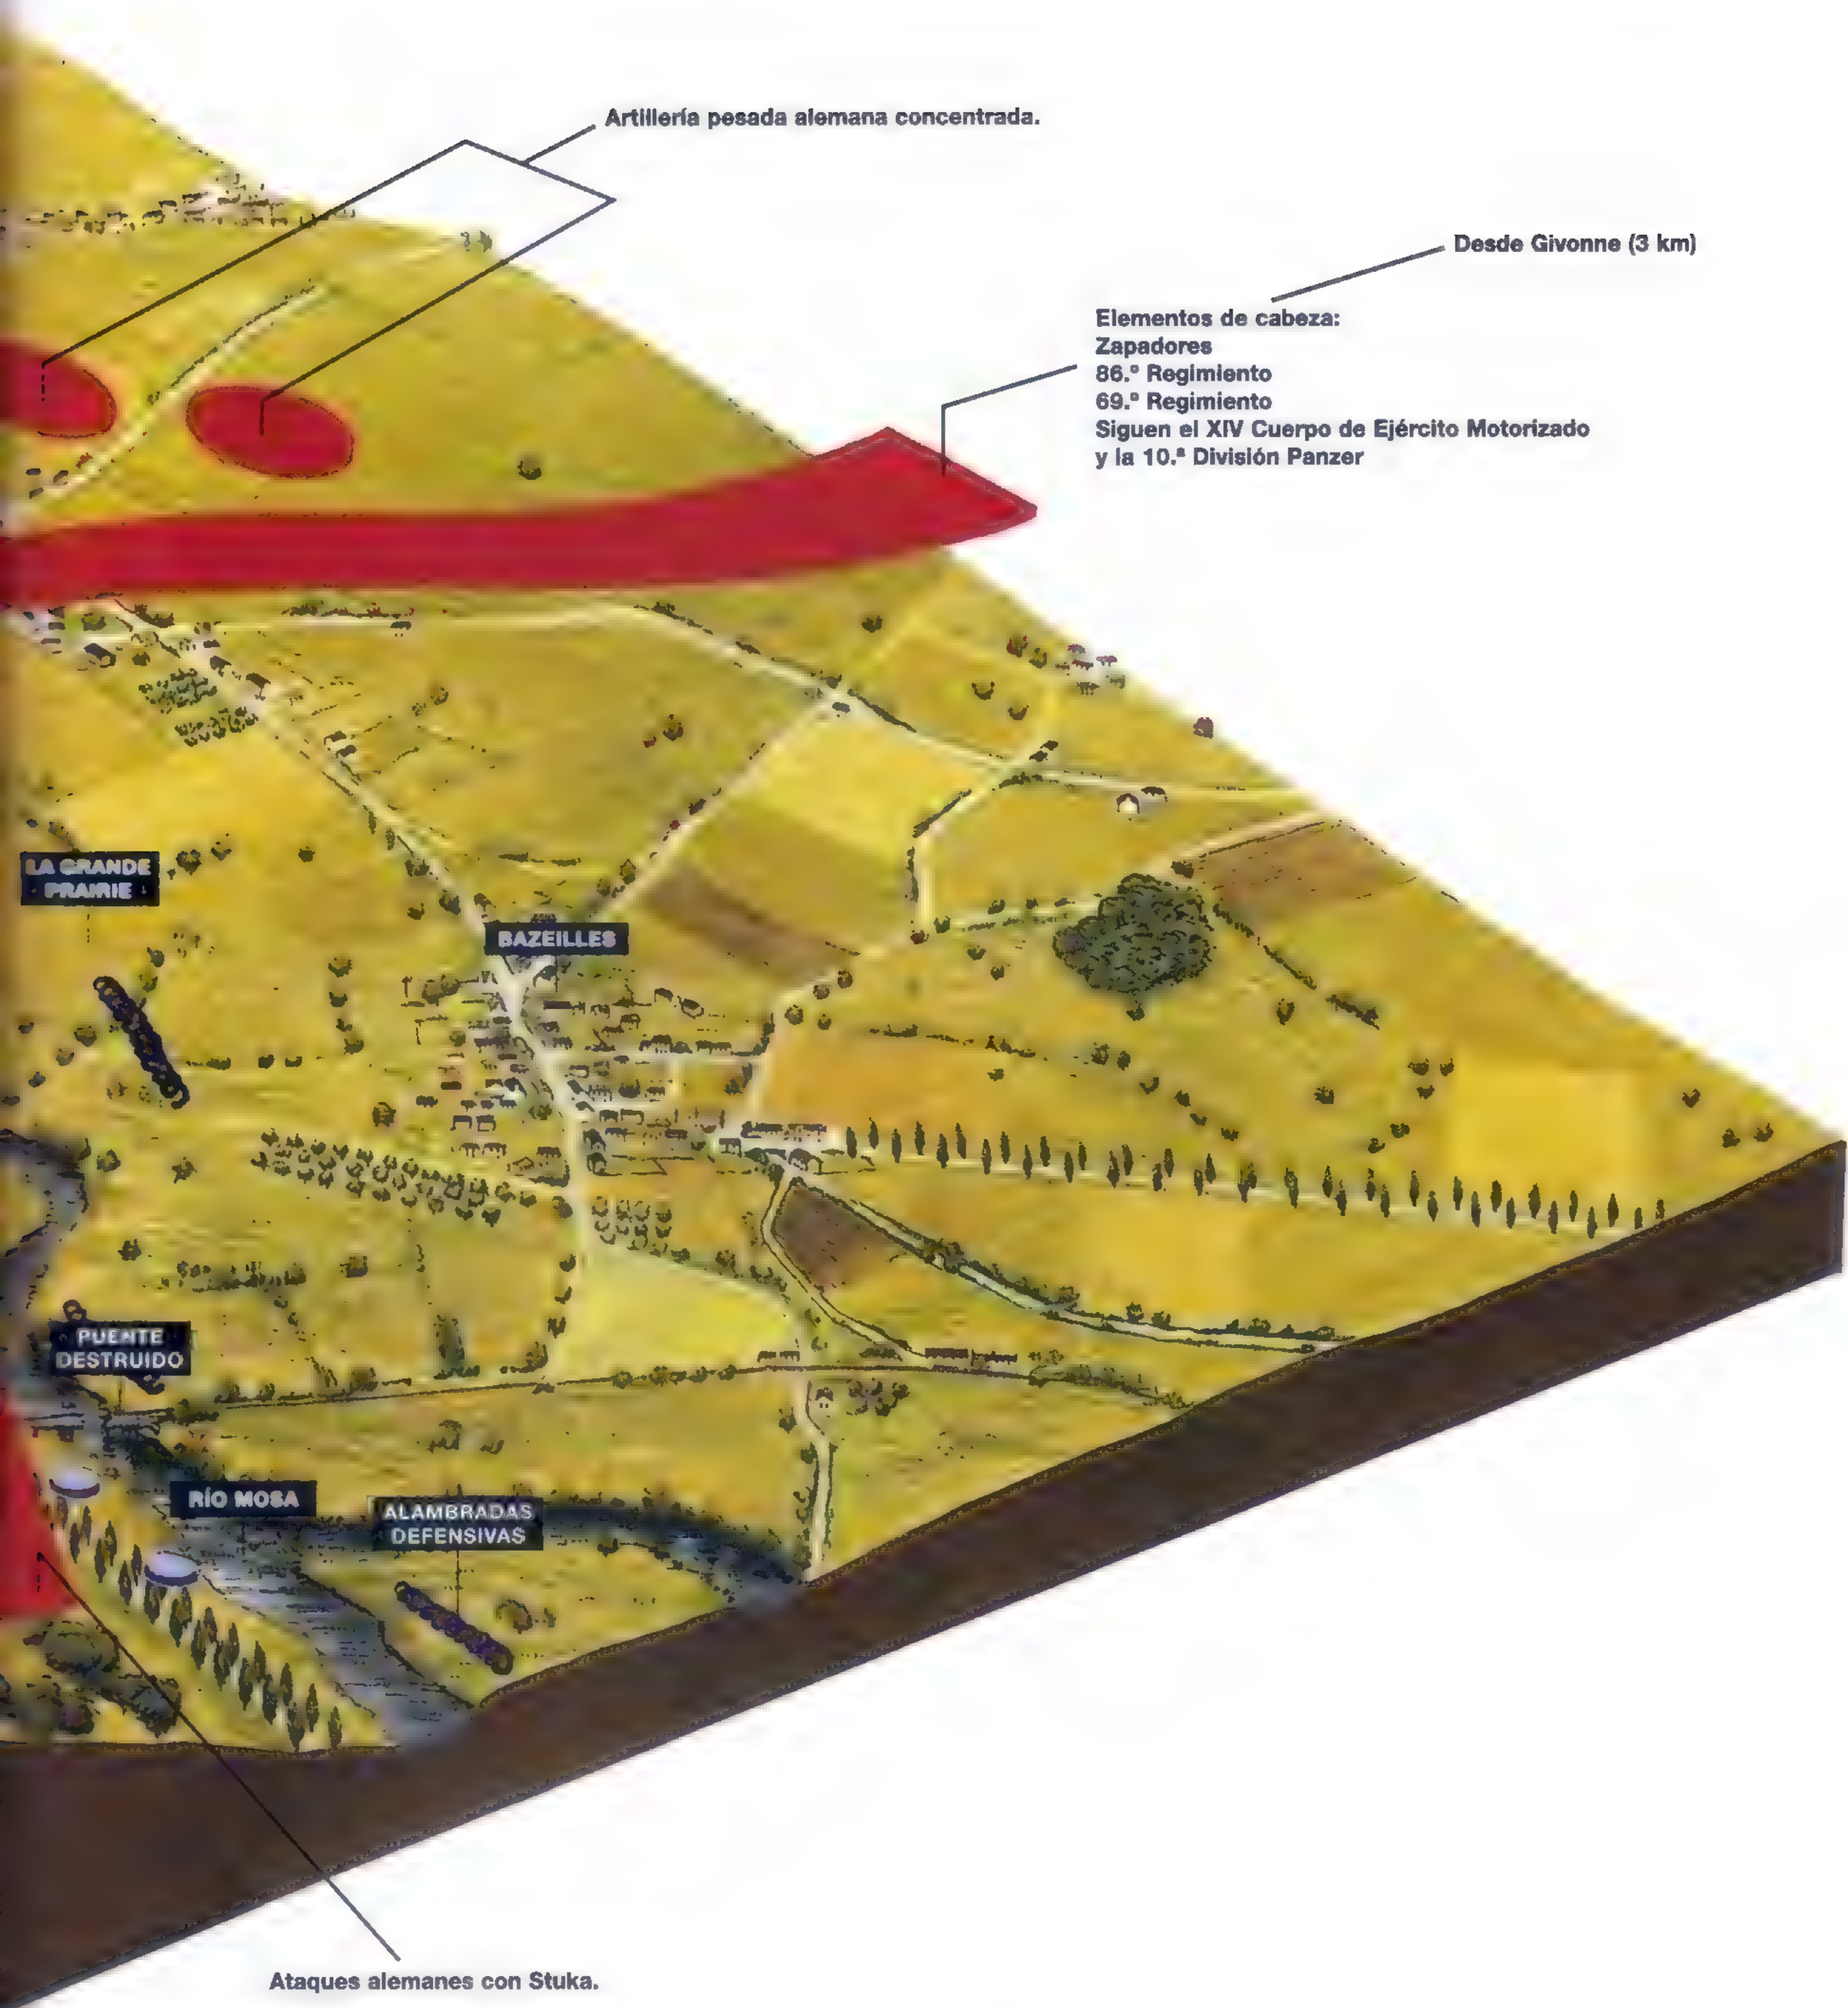 Artillería pesada alemana concentrada.
Desde Givonne (3 km)
Elementos de cabeza:
Zapadores
86.º Regimiento
69.º Regimiento
Siguen el XIV Cuerpo de Ejército Motorizado
y la 10.ª División Panzer
LA GRANDE
PRAIRIE
BAZEILLES
PUENTE
DESTRUIDO
RÍO MOSA
ALAMBRADAS
DEFENSIVAS
Ataques alemanes con Stuka.